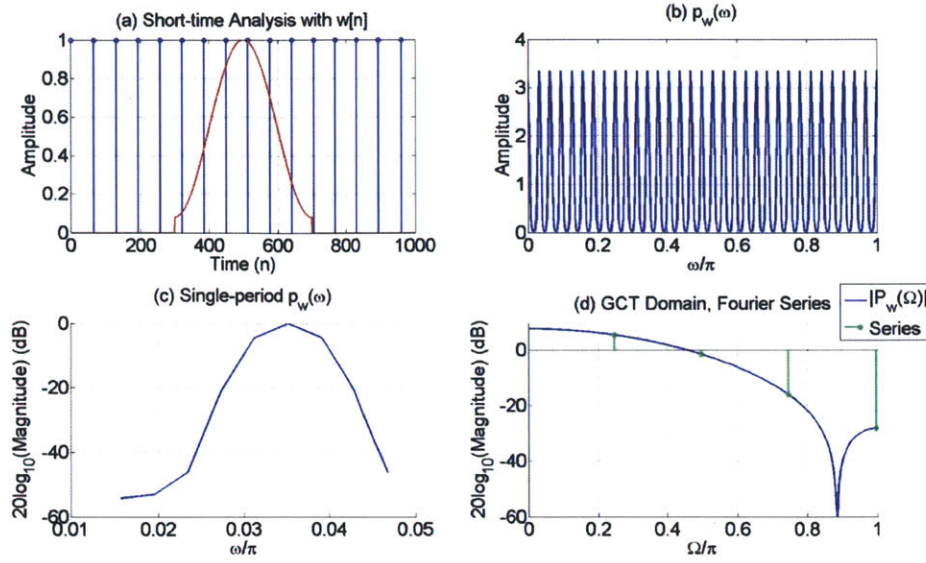 (a) Short-time Analysis with w[n]
1
0.8
0.6
0.4
0.2
0
Amplitude
0 200 400 600 800 1000
Time (n)
(b) p_w(ω)
4
3
2
1
0
Amplitude
0 0.2 0.4 0.6 0.8 1
ω/π
(c) Single-period p_w(ω)
0
-20
-40
-60
20log₁₀(Magnitude) (dB)
0.01 0.02 0.03 0.04 0.05
ω/π
(d) GCT Domain, Fourier Series
|P_w(Ω)|
Series
0
-20
-40
-60
20log₁₀(Magnitude) (dB)
0 0.2 0.4 0.6 0.8 1
Ω/π